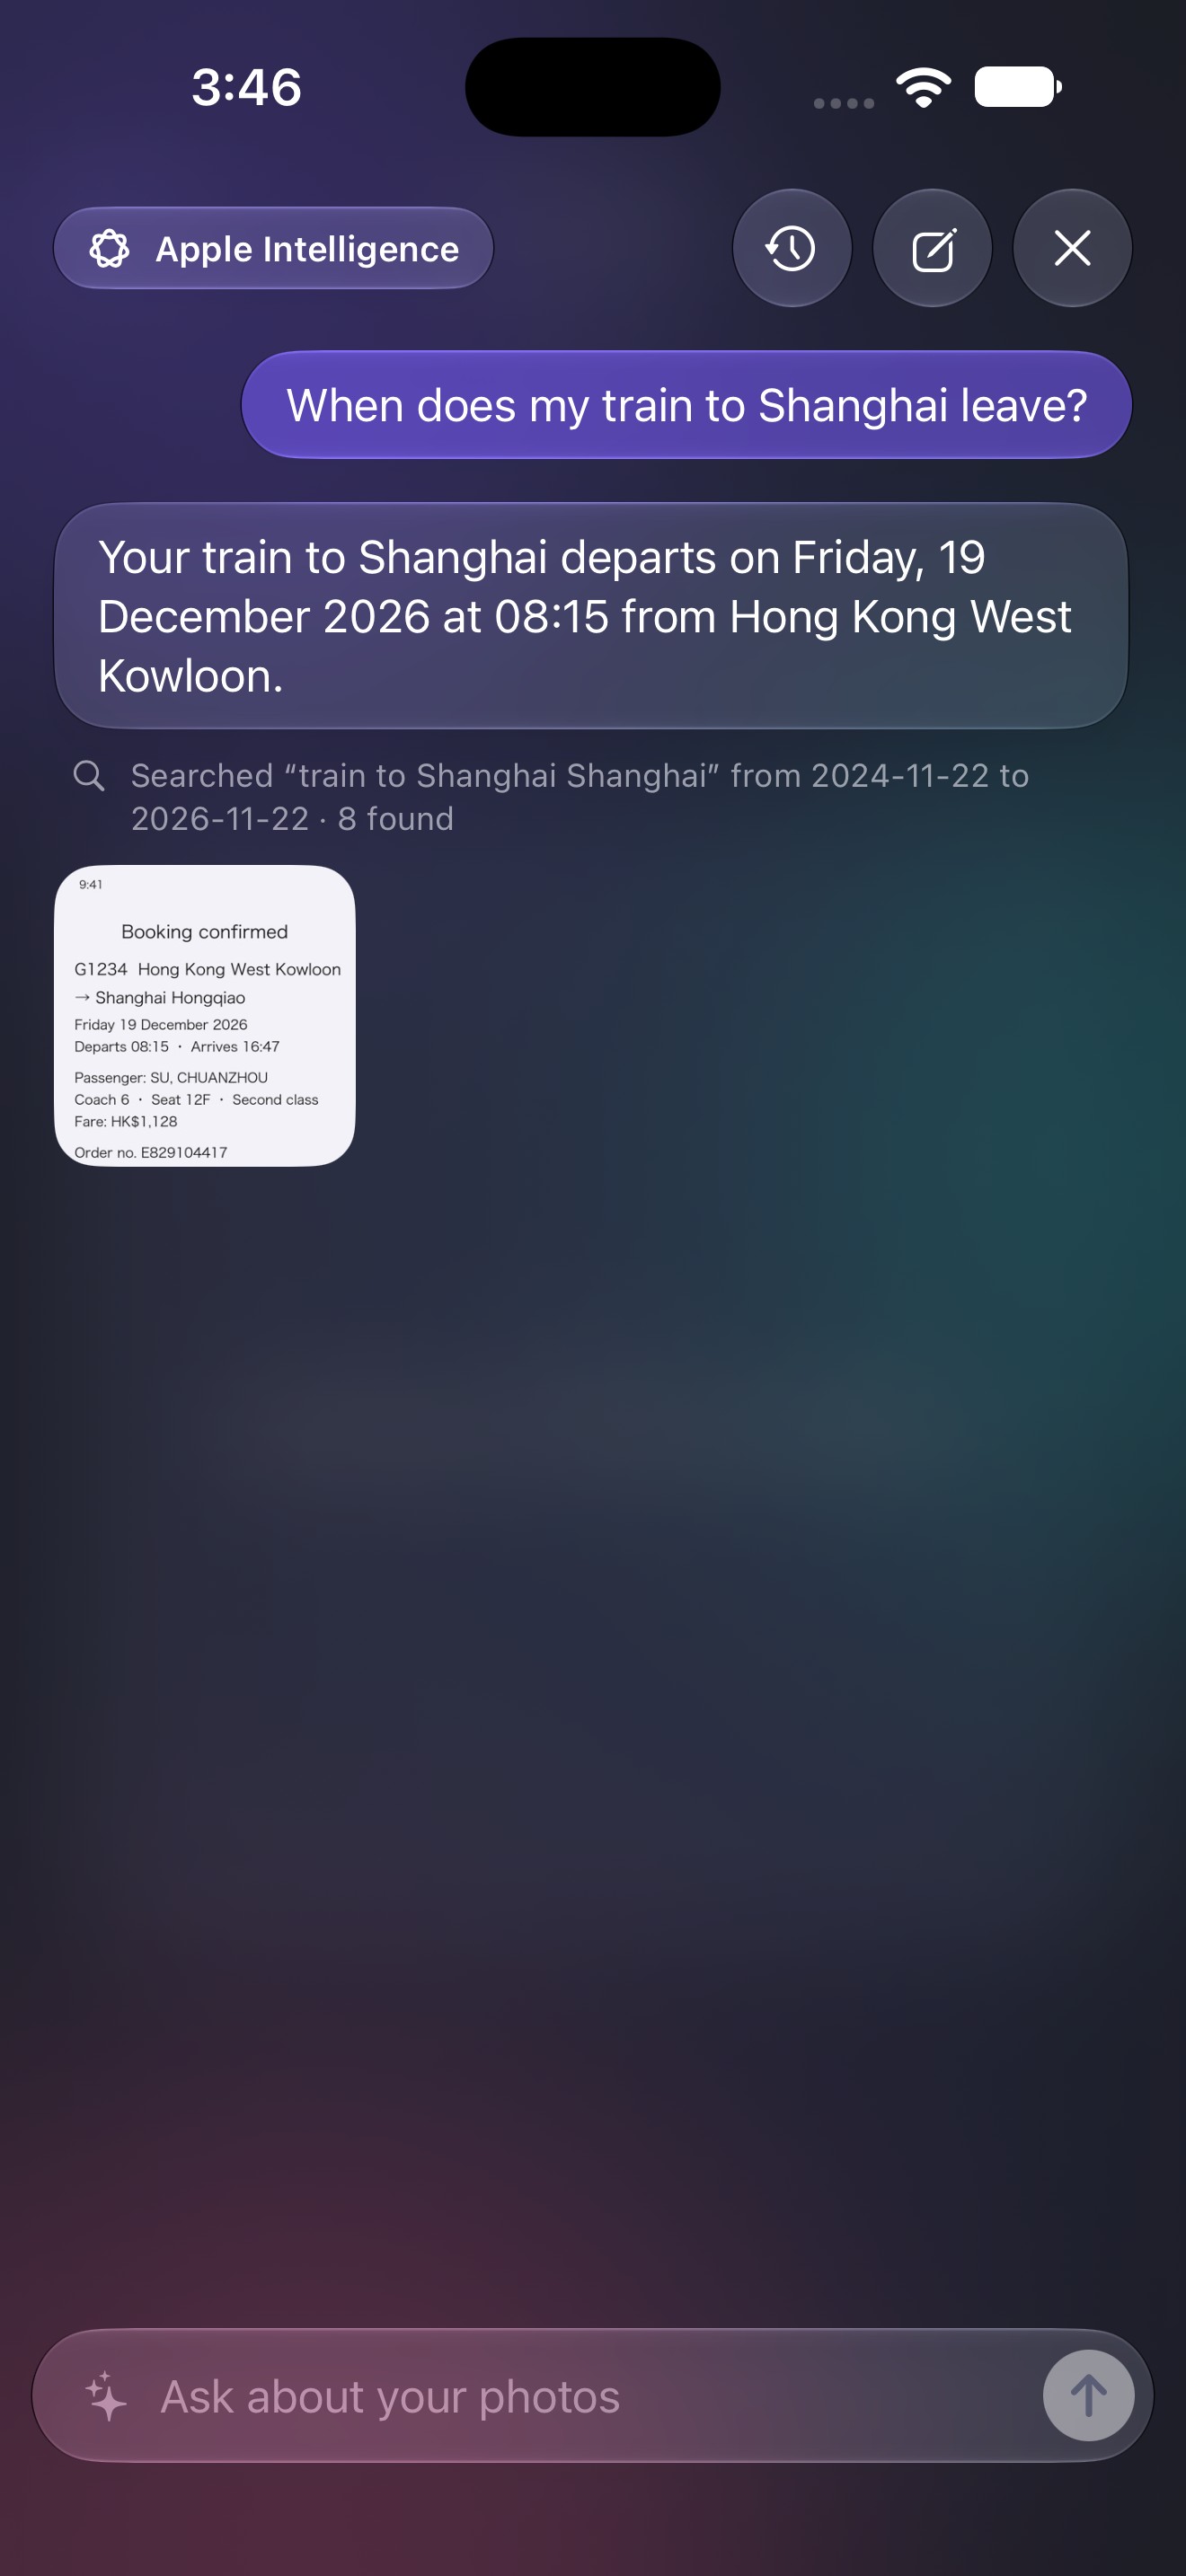 3:46
Apple Intelligence
When does my train to Shanghai leave?
Your train to Shanghai departs on Friday, 19
December 2026 at 08:15 from Hong Kong West
Kowloon.
Searched “train to Shanghai Shanghai” from 2024-11-22 to
2026-11-22 · 8 found
9:41
Booking confirmed
G1234 Hong Kong West Kowloon
→ Shanghai Hongqiao
Friday 19 December 2026
Departs 08:15 · Arrives 16:47
Passenger: SU, CHUANZHOU
Coach 6 · Seat 12F · Second class
Fare: HK$1,128
Order no. E829104417
Ask about your photos